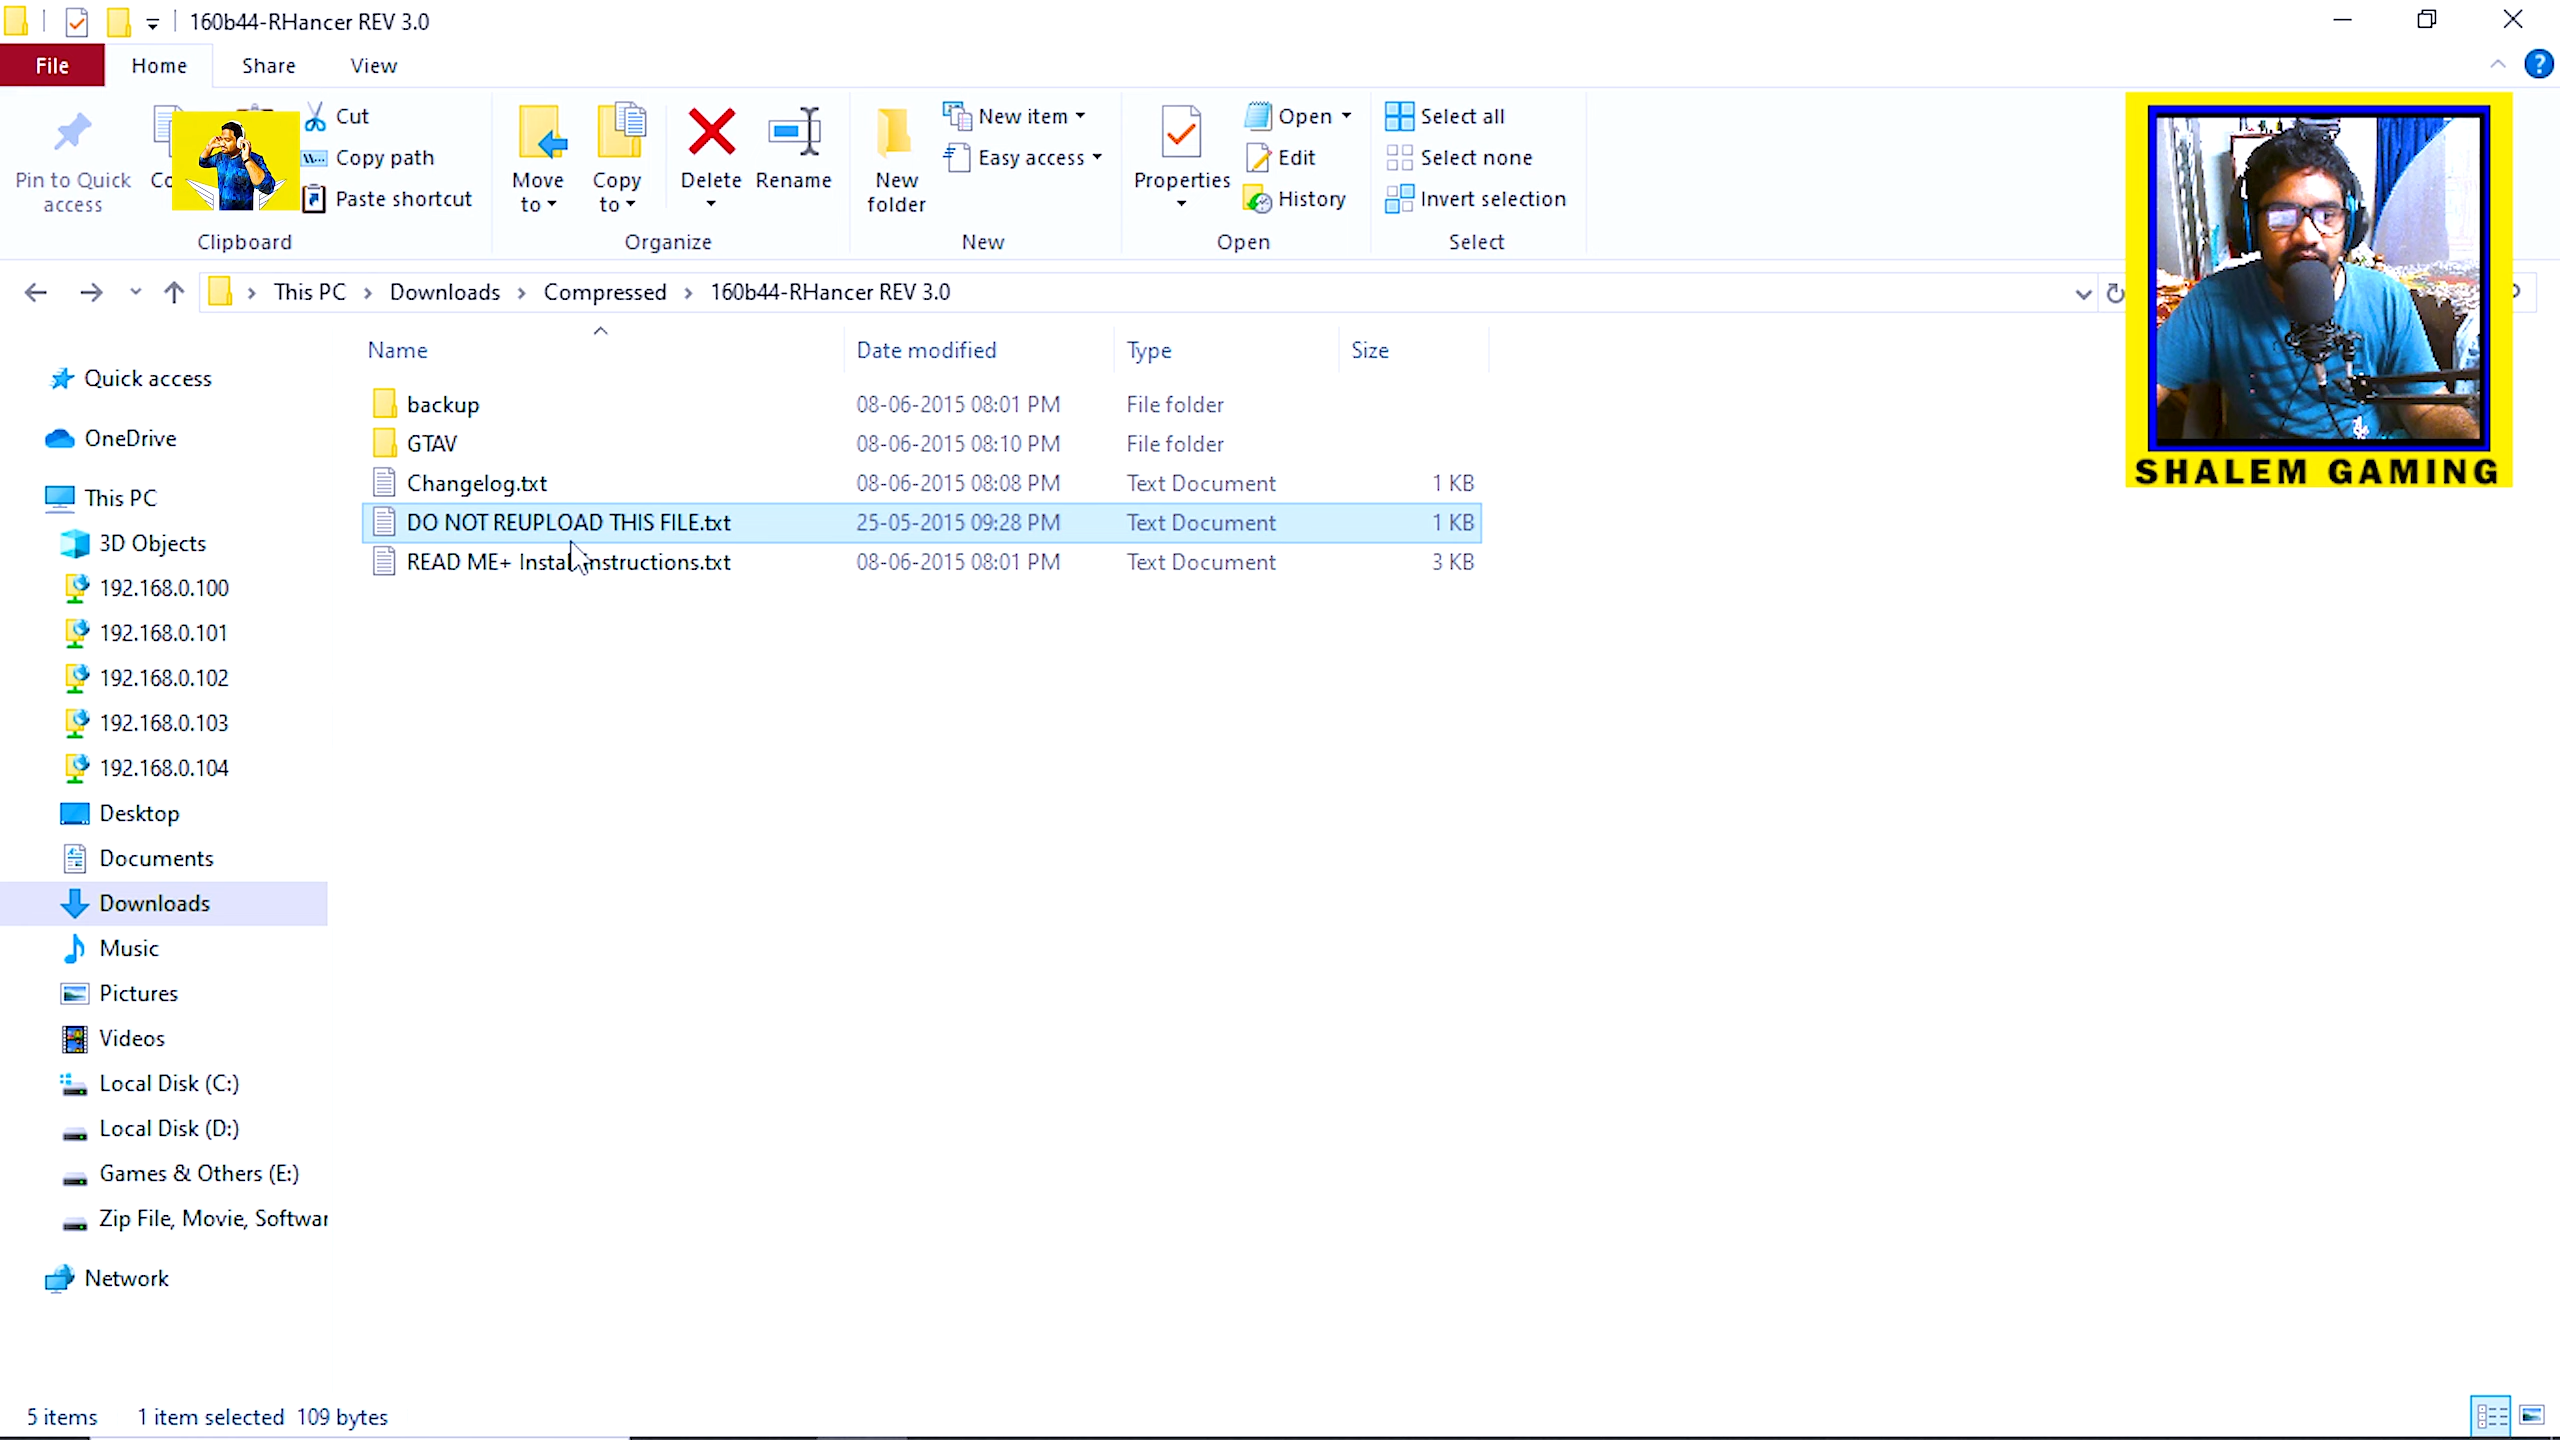 160b44-RHancer REV 3.0
File Home Share View
Pin to Quick access
Cut
Copy path
Paste shortcut
Clipboard
Move to
Copy to
Delete
Rename
Organize
New folder
New item
Easy access
New
Properties
Open
Edit
History
Open
Select all
Select none
Invert selection
Select
This PC Downloads Compressed 160b44-RHancer REV 3.0
Name Date modified Type Size
backup 08-06-2015 08:01 PM File folder
GTAV 08-06-2015 08:10 PM File folder
Changelog.txt 08-06-2015 08:08 PM Text Document 1 KB
DO NOT REUPLOAD THIS FILE.txt 25-05-2015 09:28 PM Text Document 1 KB
READ ME+ Instal nstructions.txt 08-06-2015 08:01 PM Text Document 3 KB
Quick access
OneDrive
This PC
3D Objects
192.168.0.100
192.168.0.101
192.168.0.102
192.168.0.103
192.168.0.104
Desktop
Documents
Downloads
Music
Pictures
Videos
Local Disk (C:)
Local Disk (D:)
Games & Others (E:)
Zip File, Movie, Softwar
Network
SHALEM GAMING
5 items 1 item selected 109 bytes